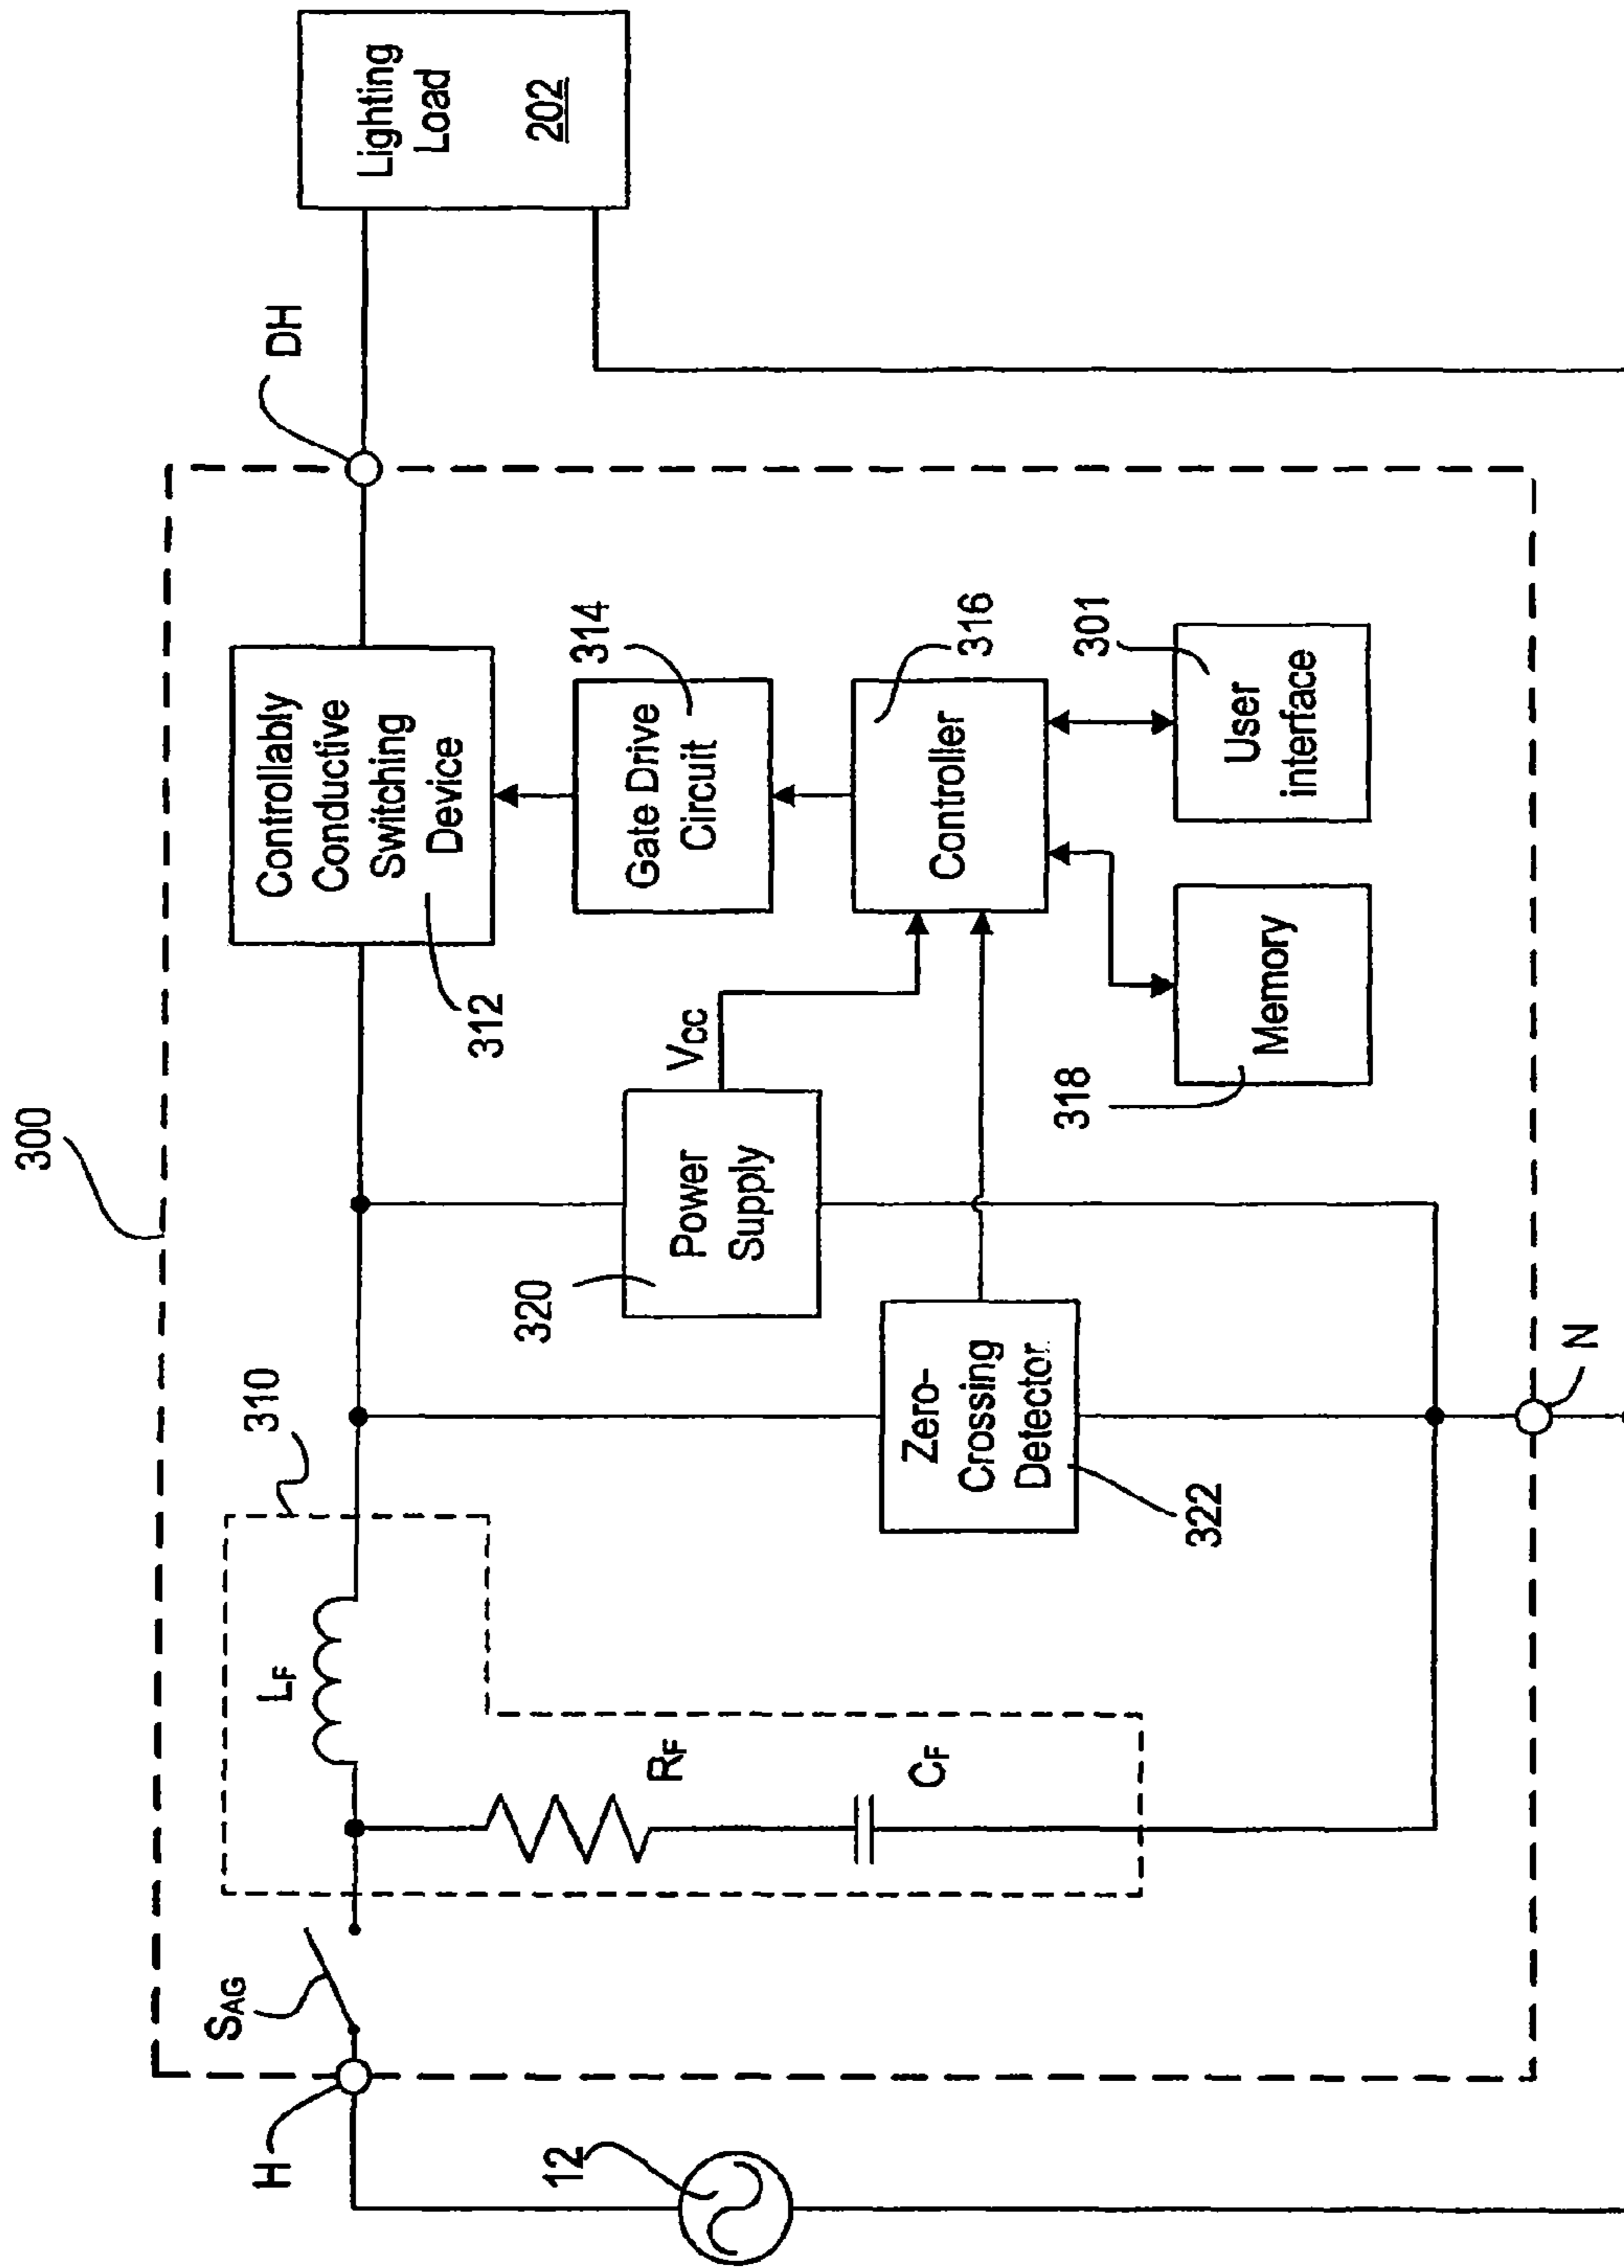 300
310
SAG
H
12
LF
RF
CF
Controllably
Conductive
Switching
Device
312
DH
Lighting
Load
202
320
Power
Supply
Vcc
Gate Drive
Circuit
314
Zero-
Crossing
Detector
322
Controller
316
318
Memory
User
interface
301
N